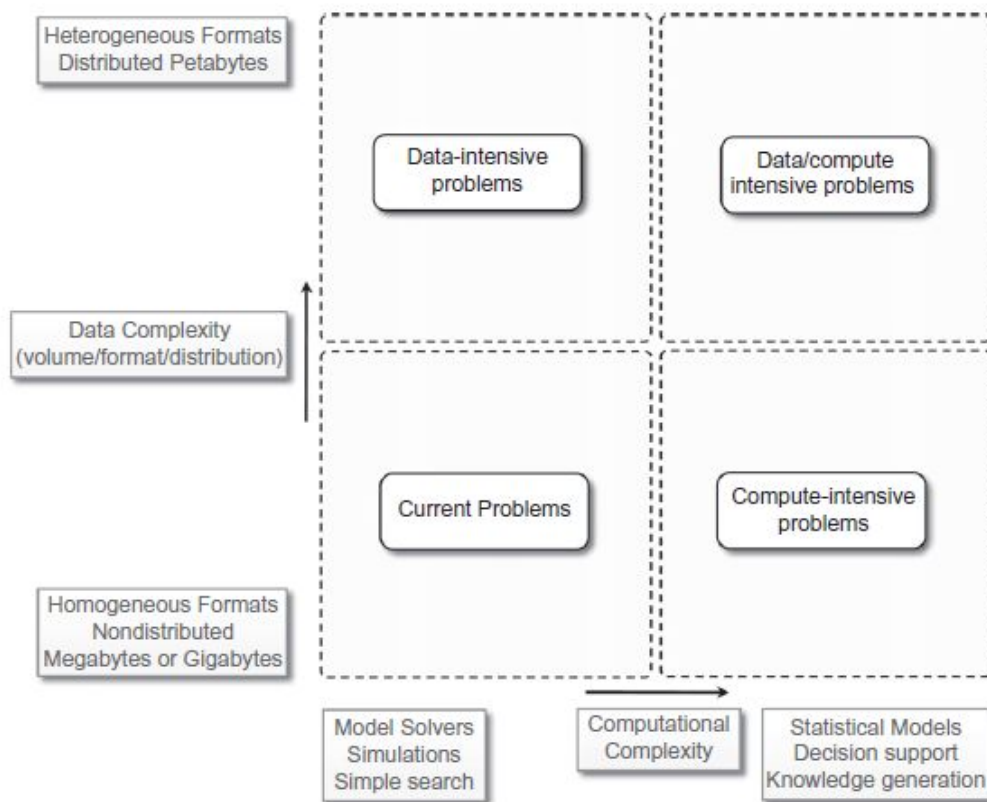 Heterogeneous Formats
Distributed Petabytes
Data-intensive
problems
Data/compute
intensive problems
Data Complexity
(volume/format/distribution)
Current Problems
Compute-intensive
problems
Homogeneous Formats
Nondistributed
Megabytes or Gigabytes
Model Solvers
Simulations
Simple search
Computational
Complexity
Statistical Models
Decision support
Knowledge generation